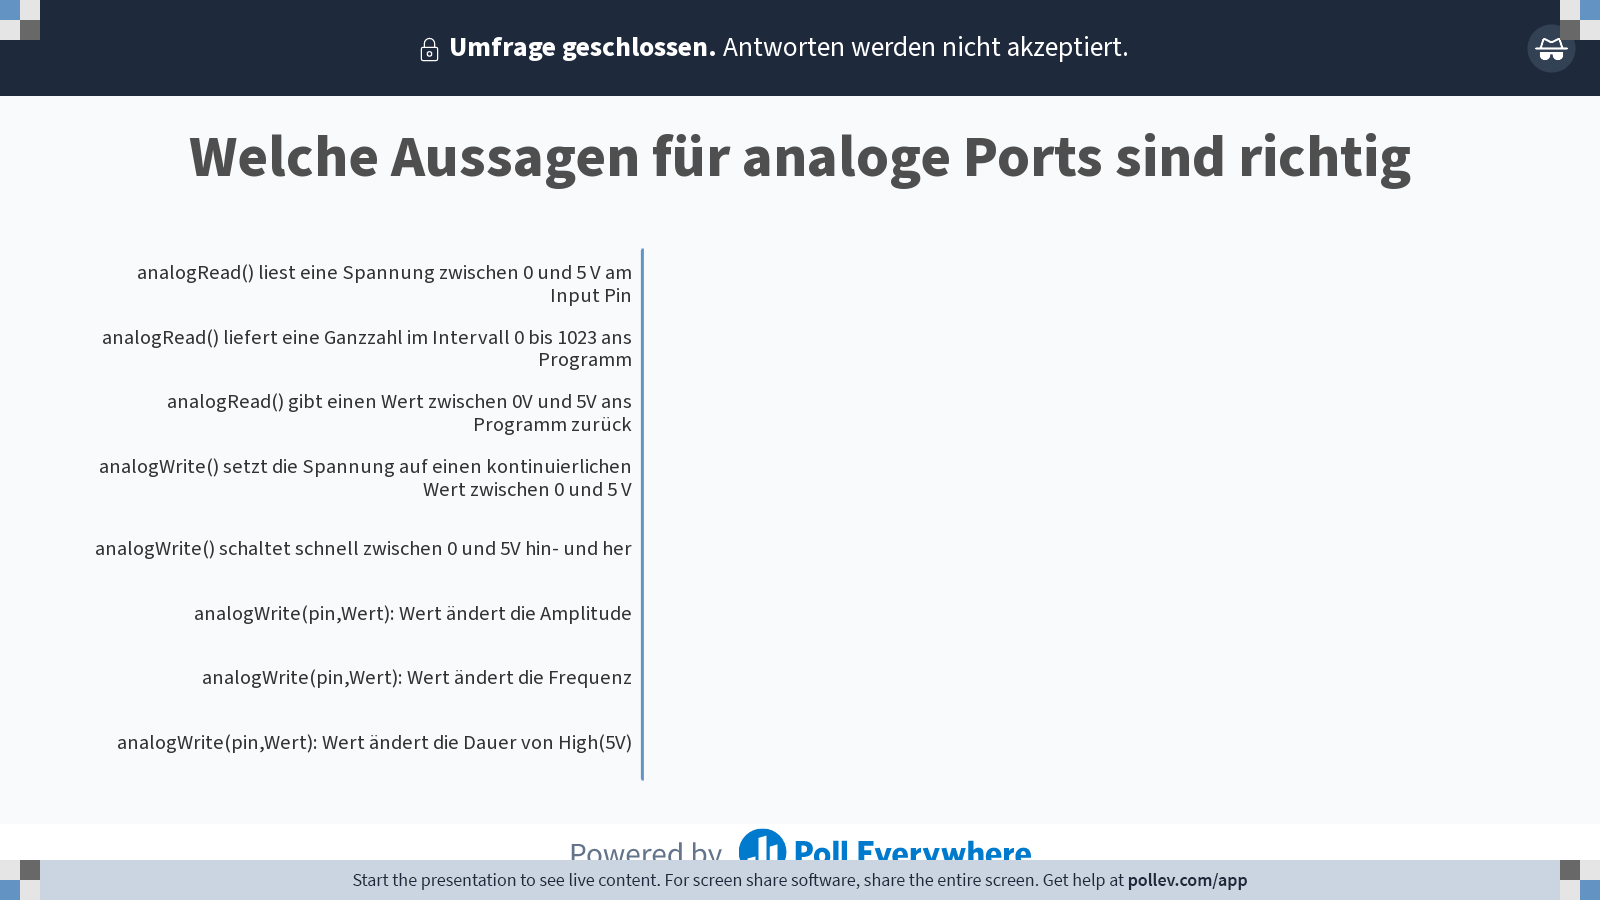 Umfrage geschlossen. Antworten werden nicht akzeptiert.
Welche Aussagen für analoge Ports sind richtig
analogRead() liest eine Spannung zwischen 0 und 5 V am
Input Pin
analogRead() liefert eine Ganzzahl im Intervall 0 bis 1023 ans
Programm
analogRead() gibt einen Wert zwischen 0V und 5V ans
Programm zurück
analogWrite() setzt die Spannung auf einen kontinuierlichen
Wert zwischen 0 und 5 V
analogWrite() schaltet schnell zwischen 0 und 5V hin- und her
analogWrite(pin,Wert): Wert ändert die Amplitude
analogWrite(pin,Wert): Wert ändert die Frequenz
analogWrite(pin,Wert): Wert ändert die Dauer von High(5V)
Powered by Poll Everywhere
Start the presentation to see live content. For screen share software, share the entire screen. Get help at pollev.com/app